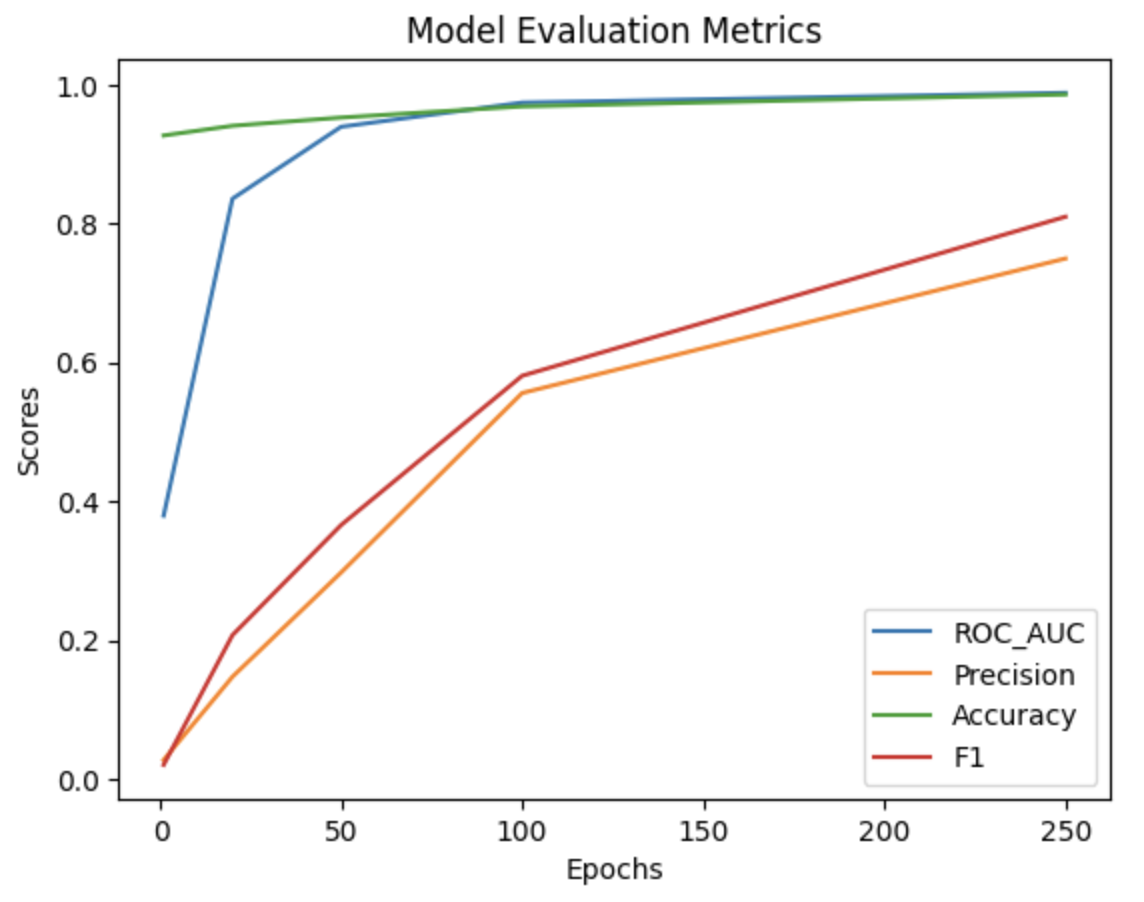 Model Evaluation Metrics
1.0
0.8
0.6
0.4
0.2
0.0
Scores
ROC_AUC
Precision
Accuracy
F1
0 50 100 150 200 250
Epochs